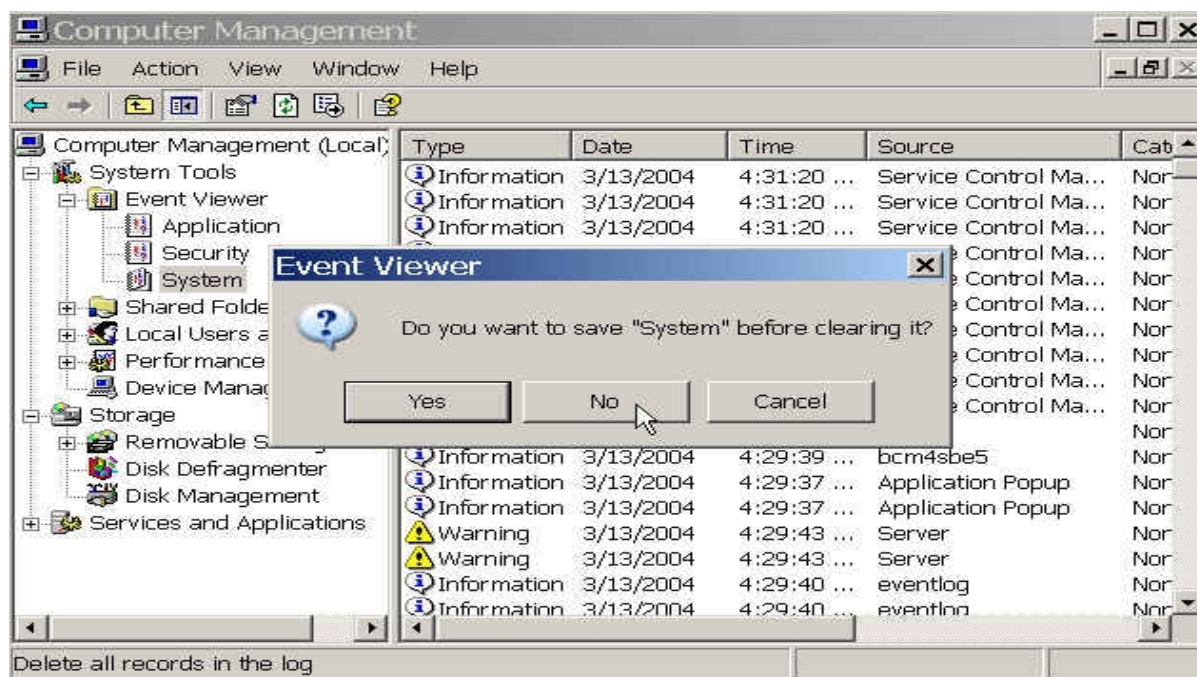 Computer Management
File Action View Window Help
Computer Management (Local)
System Tools
Event Viewer
Application
Security
System
Shared Folde
Local Users a
Performance
Device Manag
Storage
Removable S
Disk Defragmenter
Disk Management
Services and Applications
Type Date Time Source Cat
Information 3/13/2004 4:31:20 ... Service Control Ma... Nor
Information 3/13/2004 4:31:20 ... Service Control Ma... Nor
Information 3/13/2004 4:31:20 ... Service Control Ma... Nor
Control Ma... Nor
Control Ma... Nor
Control Ma... Nor
Control Ma... Nor
Control Ma... Nor
Control Ma... Nor
Control Ma... Nor
Nor
Information 3/13/2004 4:29:39 ... bcm4sbe5 Nor
Information 3/13/2004 4:29:37 ... Application Popup Nor
Information 3/13/2004 4:29:37 ... Application Popup Nor
Warning 3/13/2004 4:29:43 ... Server Nor
Warning 3/13/2004 4:29:43 ... Server Nor
Information 3/13/2004 4:29:40 ... eventlog Nor
Information 3/13/2004 4:29:40 ... eventlog Nor
Event Viewer
Do you want to save "System" before clearing it?
Yes No Cancel
Delete all records in the log